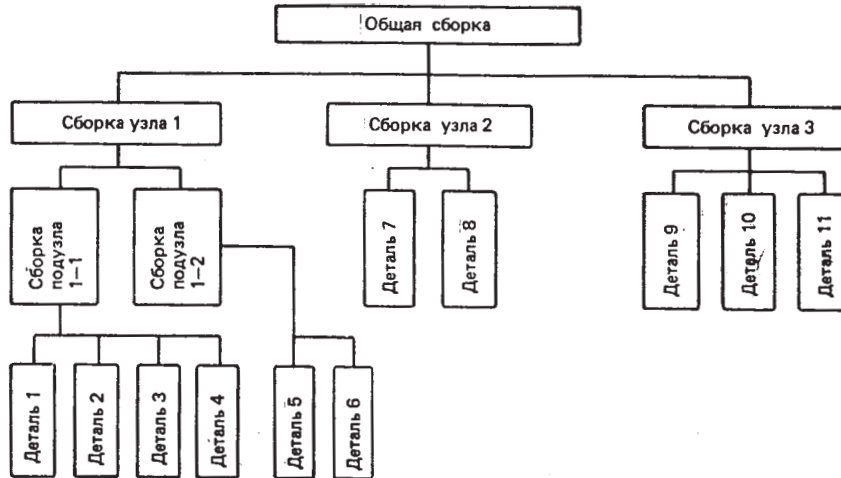 Общая сборка
Сборка узла 1
Сборка узла 2
Сборка узла 3
Сборка
подузла
1—1
Сборка
подузла
1—2
Деталь 7
Деталь 8
Деталь 9
Деталь 10
Деталь 11
Деталь 1
Деталь 2
Деталь 3
Деталь 4
Деталь 5
Деталь 6